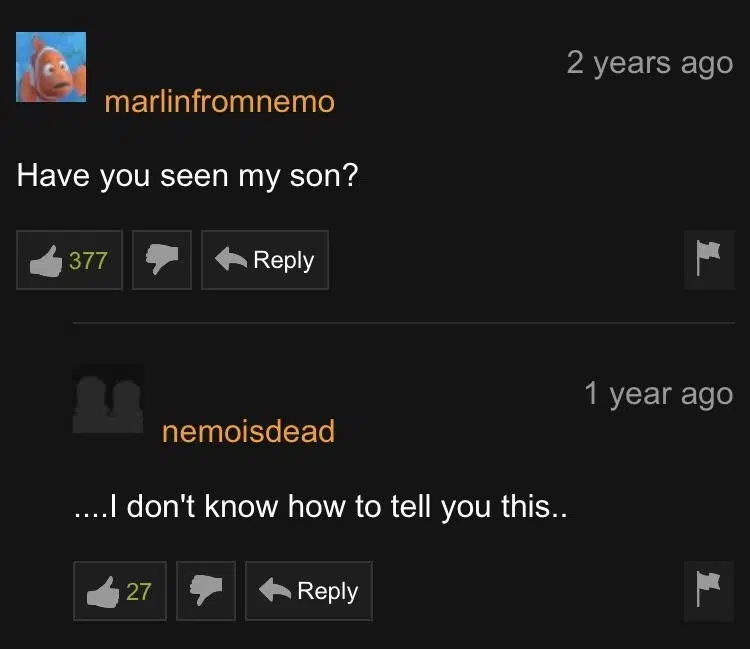 2 years ago
marlinfromnemo
Have you seen my son?
377 Reply
1 year ago
nemoisdead
....I don't know how to tell you this..
27 Reply